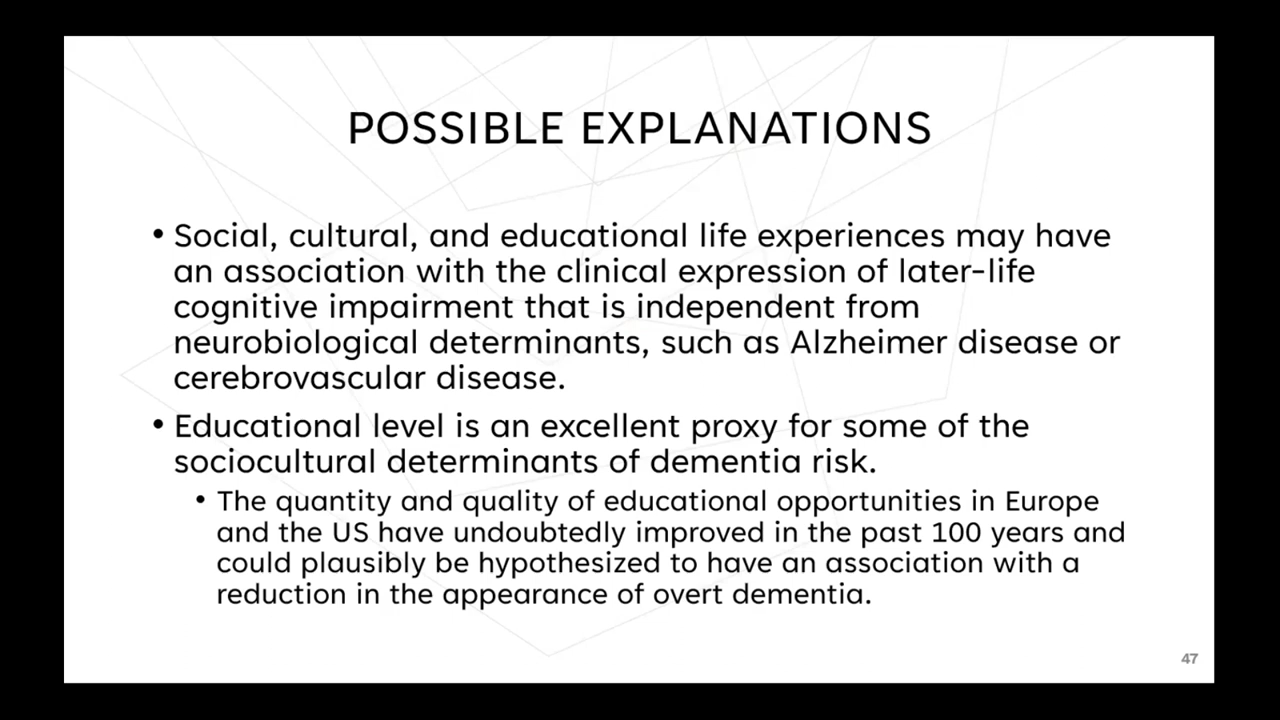 POSSIBLE EXPLANATIONS
• Social, cultural, and educational life experiences may have
an association with the clinical expression of later-life
cognitive impairment that is independent from
neurobiological determinants, such as Alzheimer disease or
cerebrovascular disease.
• Educational level is an excellent proxy for some of the
sociocultural determinants of dementia risk.
• The quantity and quality of educational opportunities in Europe
and the US have undoubtedly improved in the past 100 years and
could plausibly be hypothesized to have an association with a
reduction in the appearance of overt dementia.
47